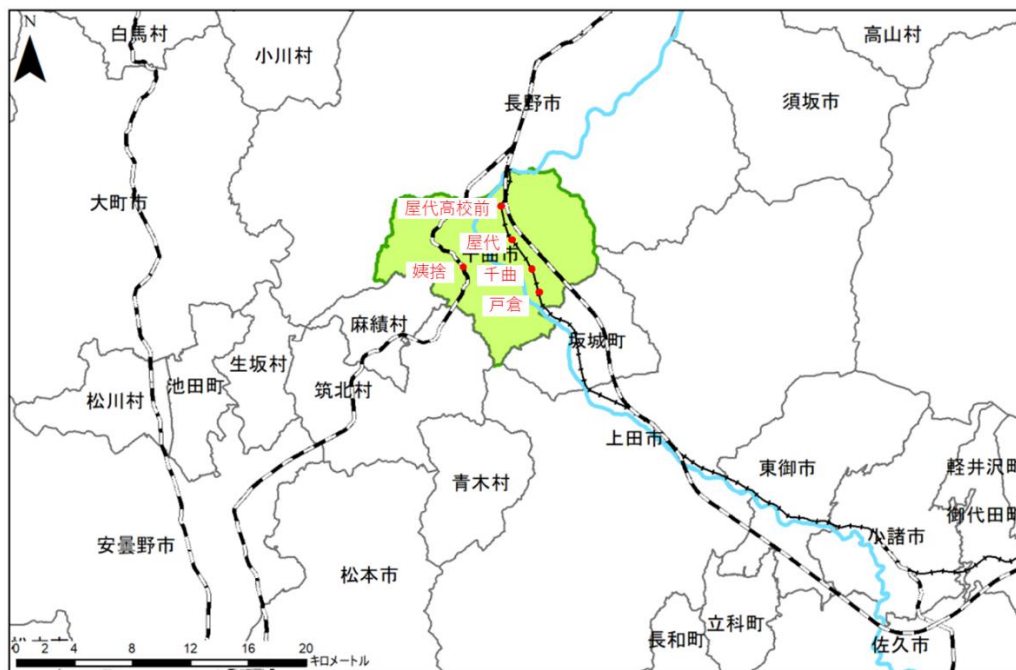 N
白馬村
小川村
高山村
長野市
須坂市
大町市
屋代高校前
屋代
千曲市
姨捨
千曲
戸倉
麻績村
坂城町
生坂村
池田町
松川村
筑北村
上田市
東御市
軽井沢町
青木村
御代田町
小諸市
安曇野市
松本市
立科町
長和町
佐久市
0 2 4 8 12 16 20
キロメートル